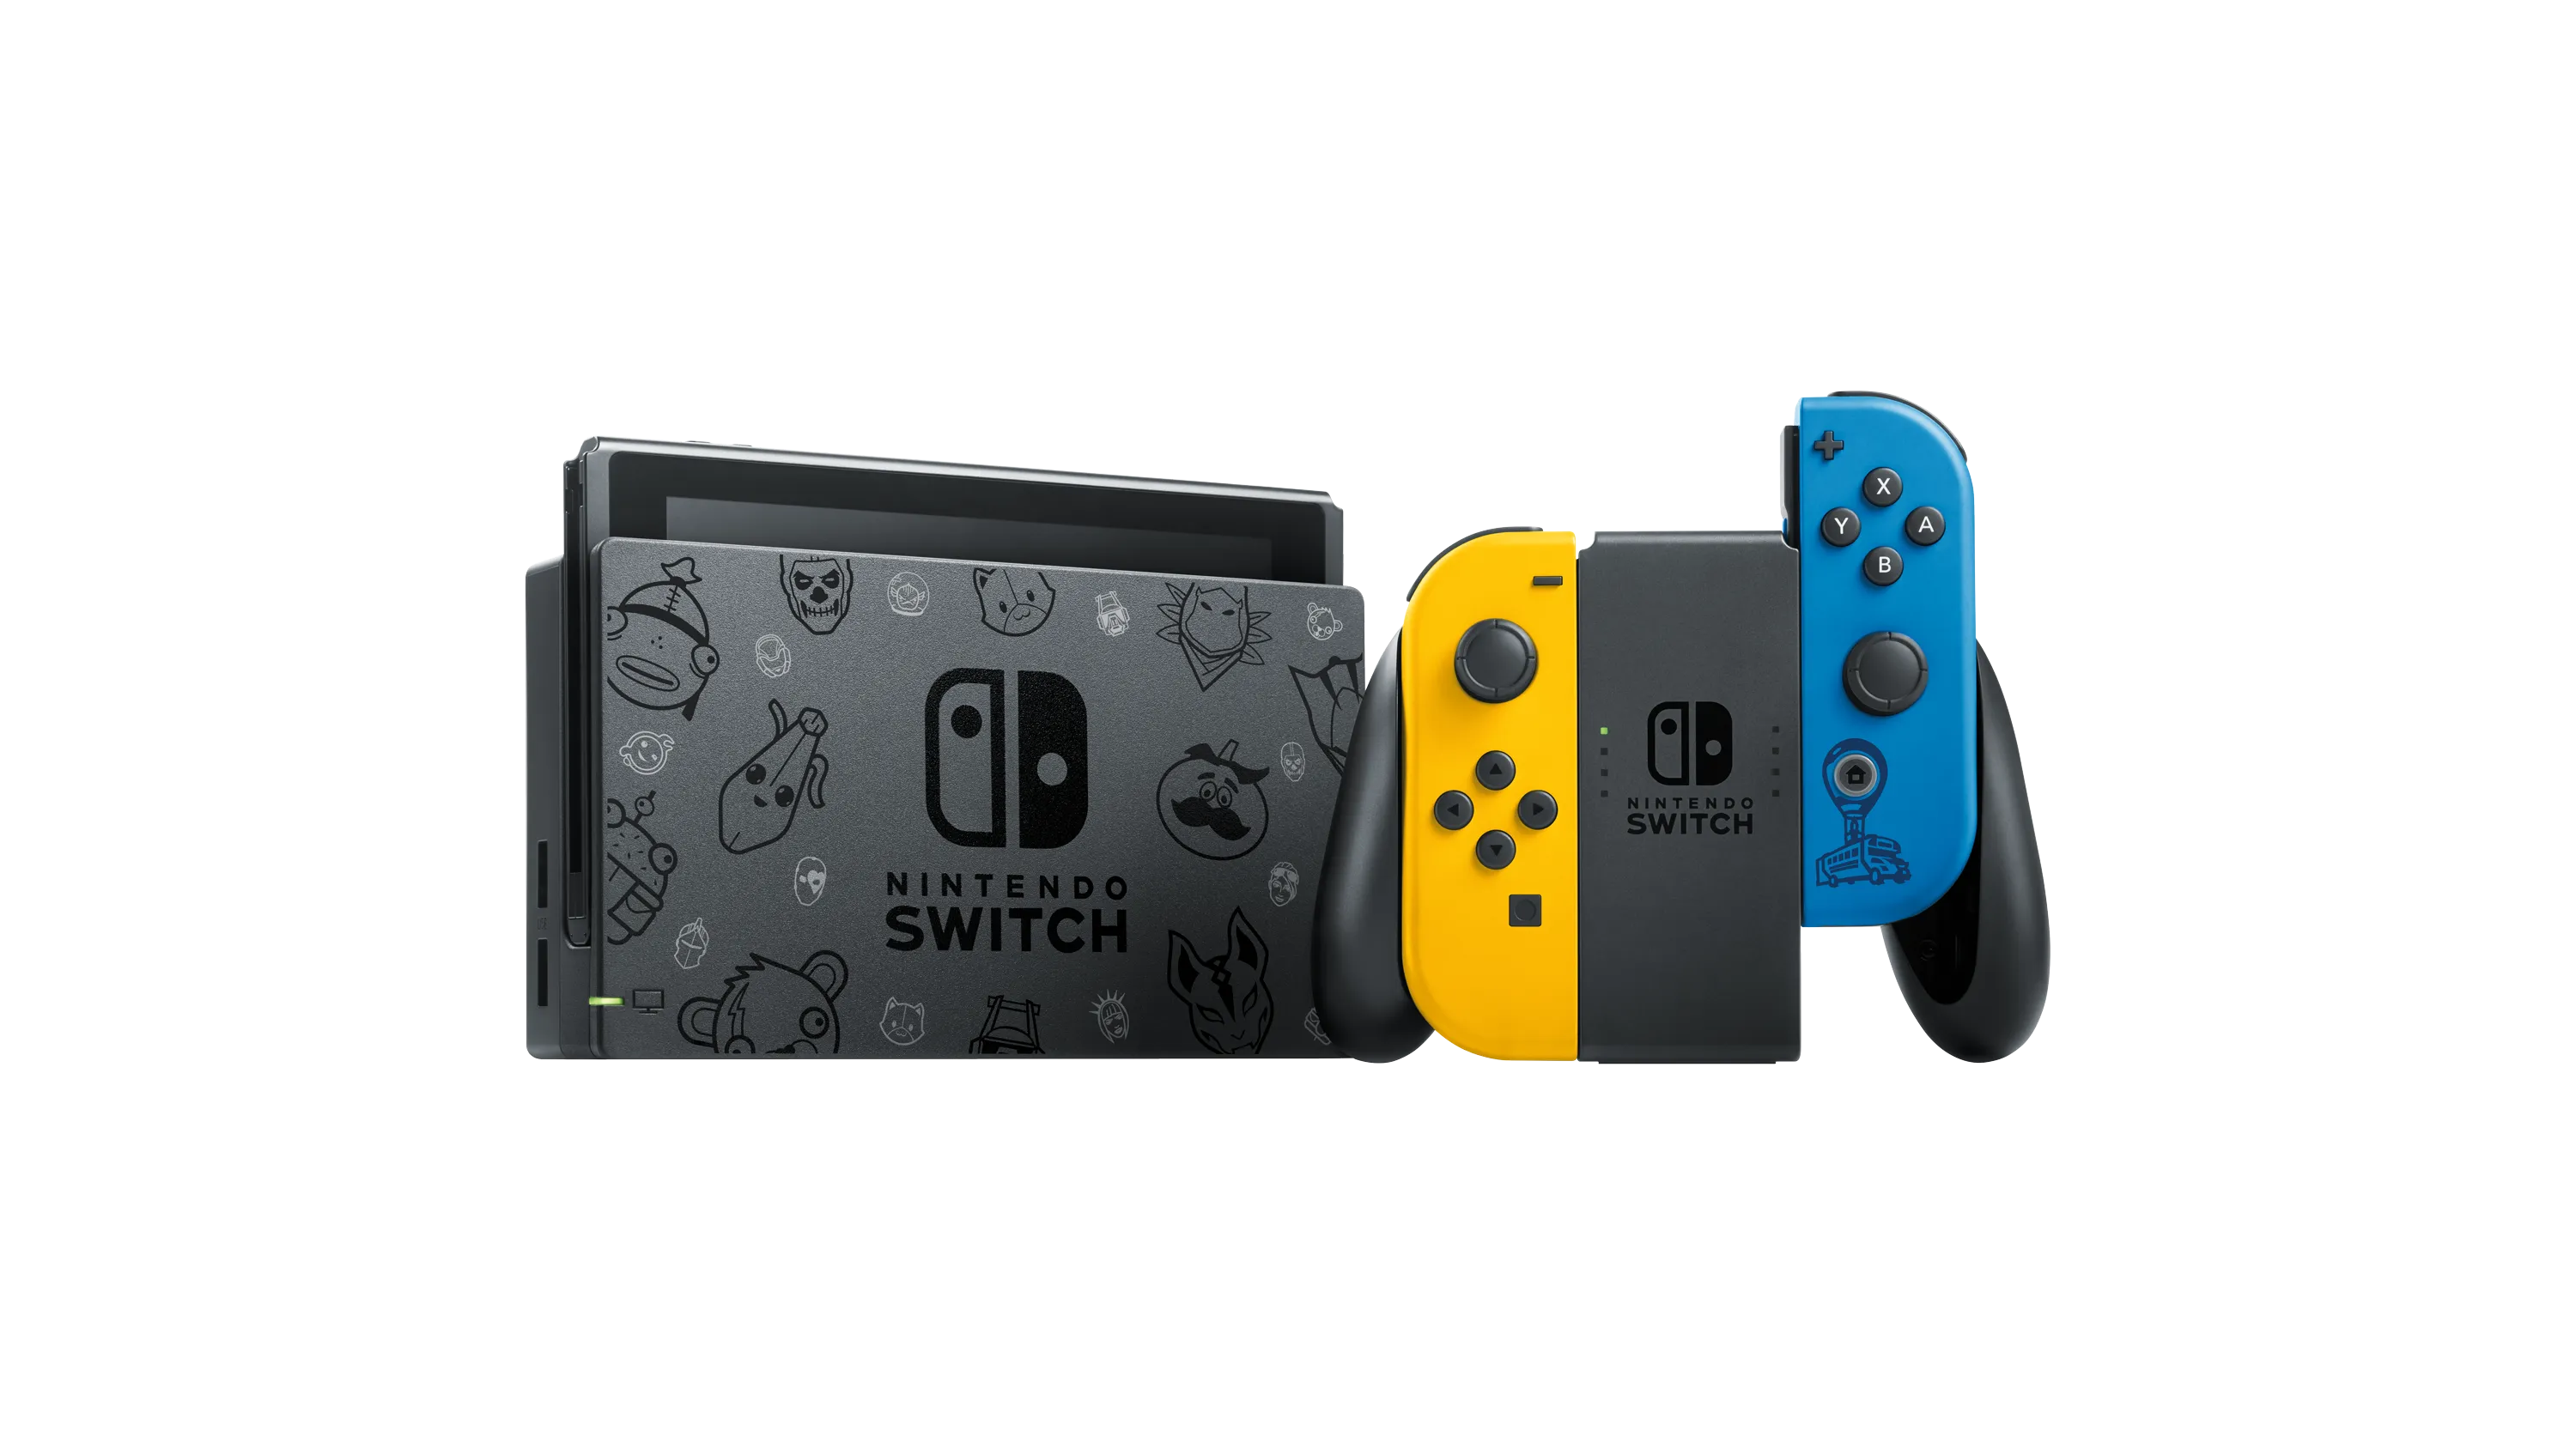 NINTENDO
SWITCH
NINTENDO
SWITCH
X
Y
A
B